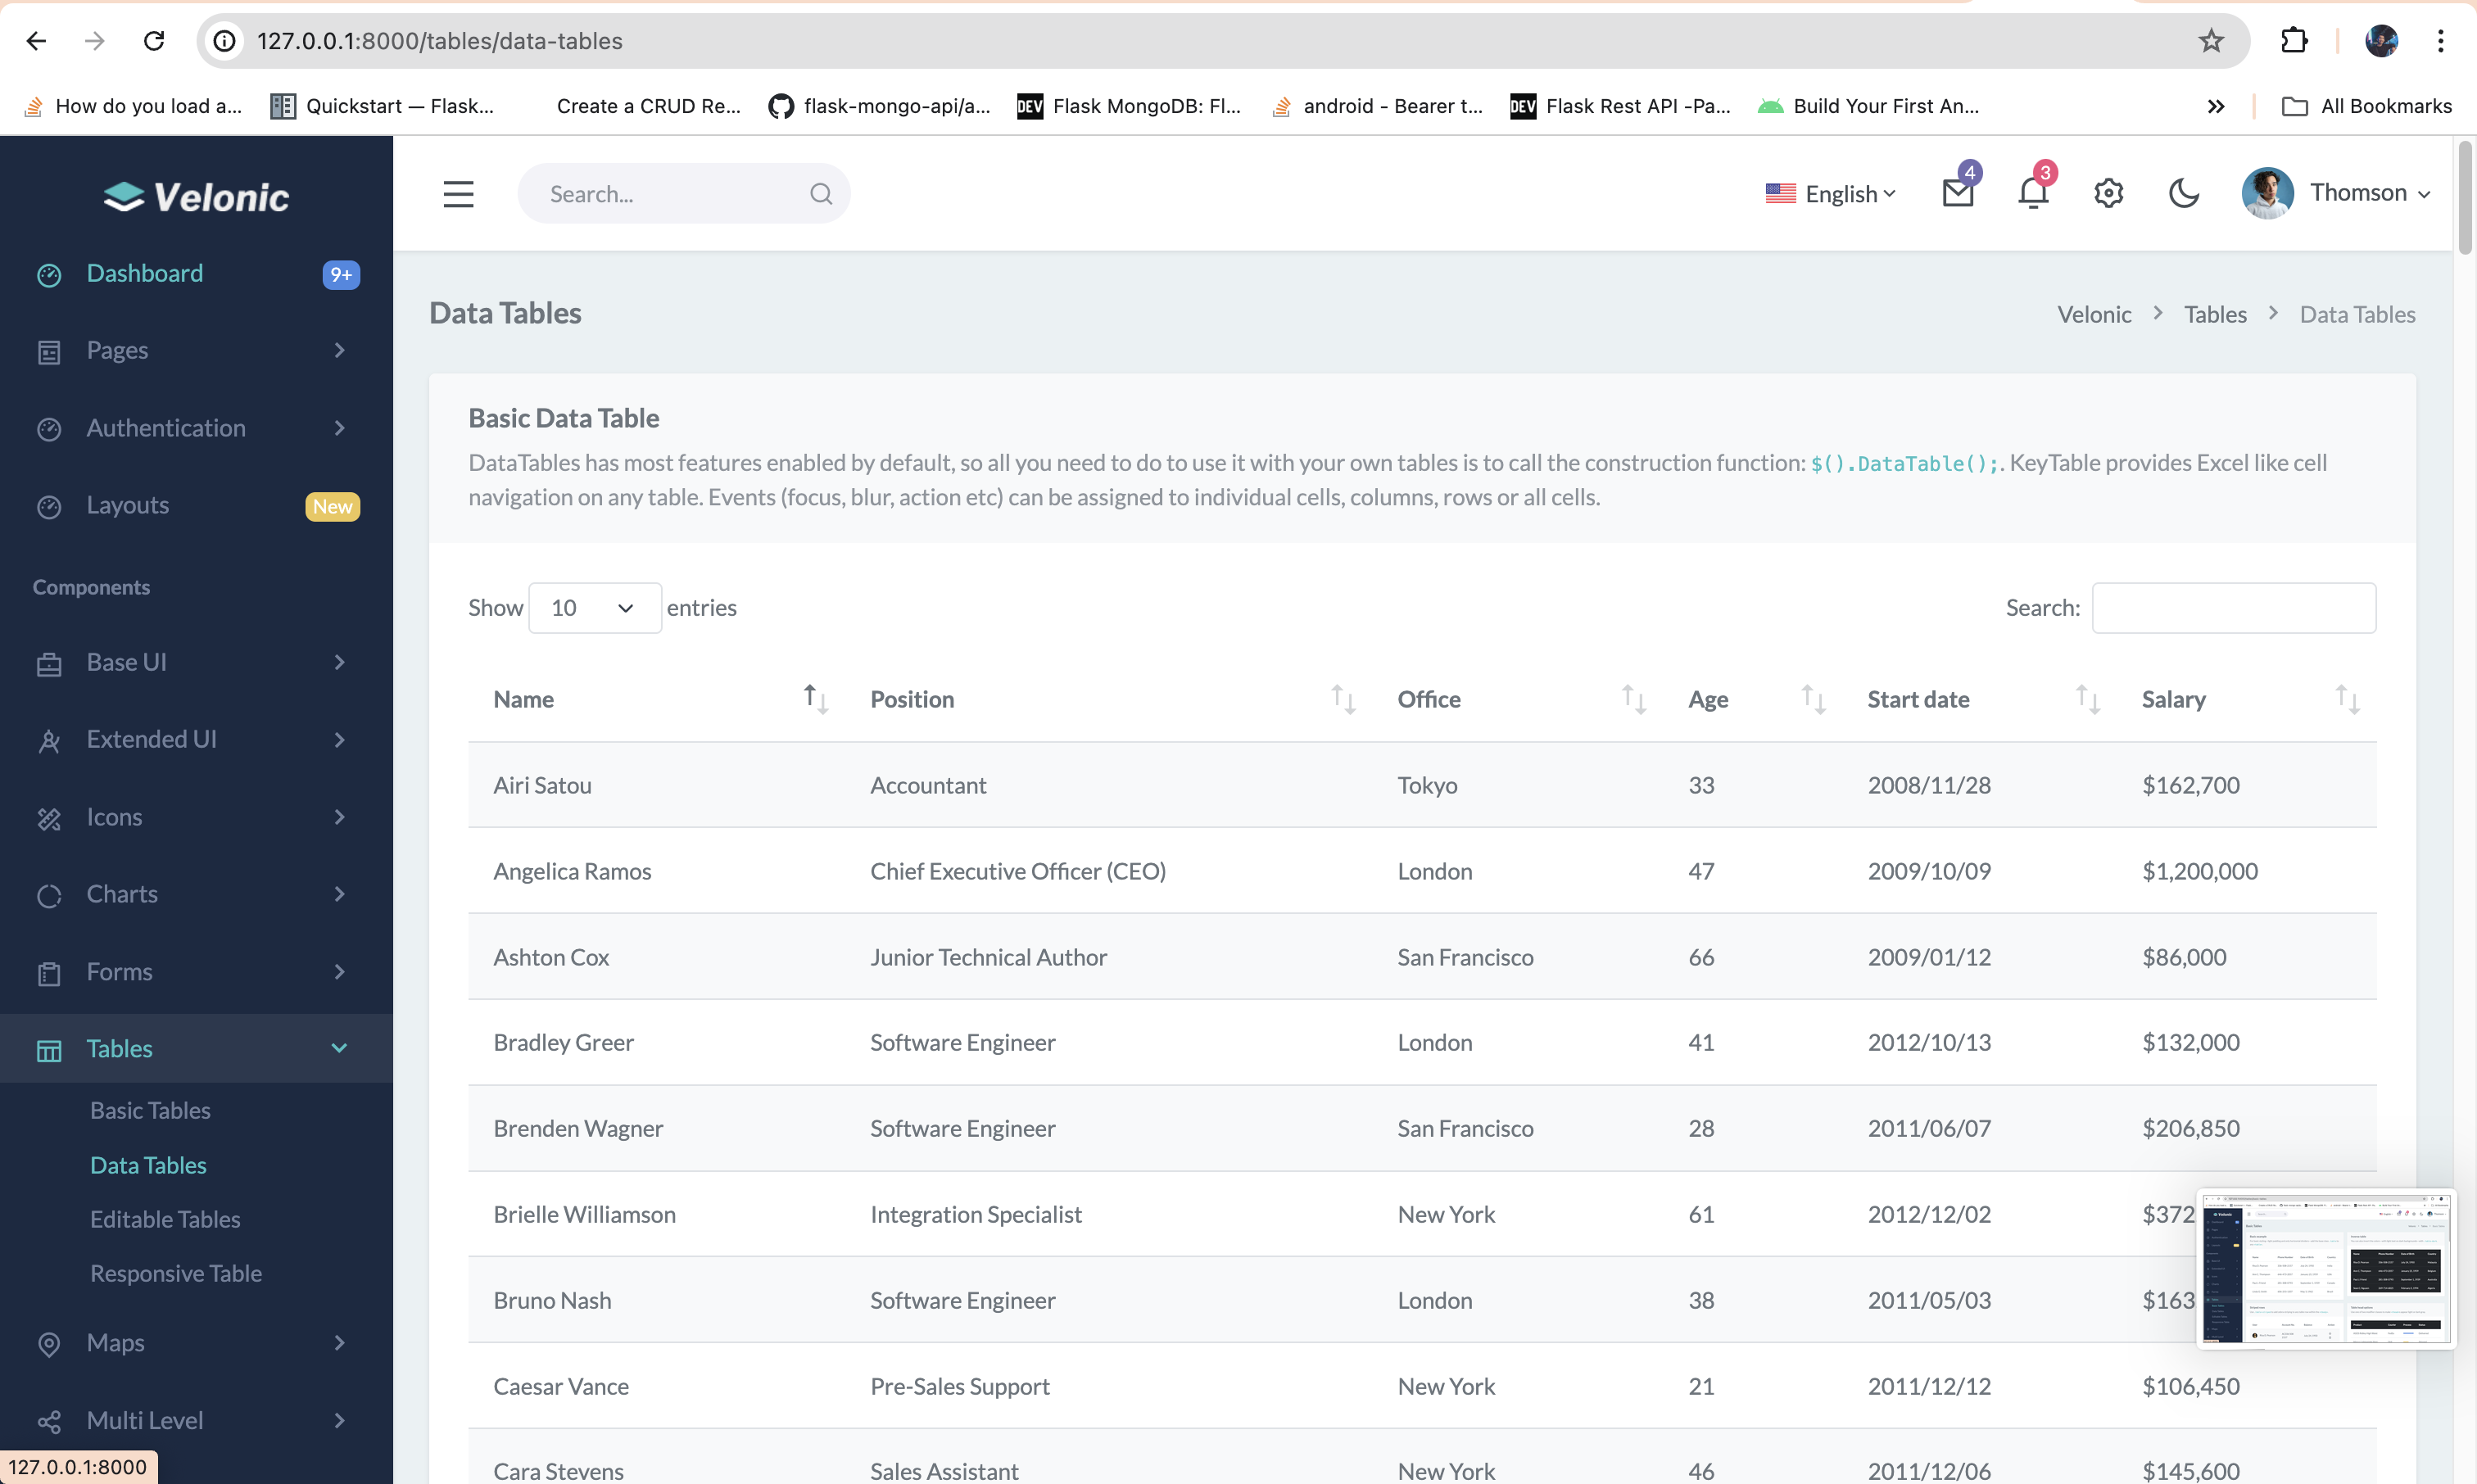 127.0.0.1:8000/tables/data-tables
How do you load a...
Quickstart — Flask...
Create a CRUD Re...
flask-mongo-api/a...
DEV Flask MongoDB: Fl...
android - Bearer t...
DEV Flask Rest API -Pa...
Build Your First An...
All Bookmarks
Velonic
Dashboard 9+
Pages
Authentication
Layouts New
Components
Base UI
Extended UI
Icons
Charts
Forms
Tables
Basic Tables
Data Tables
Editable Tables
Responsive Table
Maps
Multi Level
127.0.0.1:8000
Search...
English
4
3
Thomson
Data Tables
Velonic > Tables > Data Tables
Basic Data Table
DataTables has most features enabled by default, so all you need to do to use it with your own tables is to call the construction function: $().DataTable();. KeyTable provides Excel like cell
navigation on any table. Events (focus, blur, action etc) can be assigned to individual cells, columns, rows or all cells.
Show 10 entries
Search:
Name Position Office Age Start date Salary
Airi Satou Accountant Tokyo 33 2008/11/28 $162,700
Angelica Ramos Chief Executive Officer (CEO) London 47 2009/10/09 $1,200,000
Ashton Cox Junior Technical Author San Francisco 66 2009/01/12 $86,000
Bradley Greer Software Engineer London 41 2012/10/13 $132,000
Brenden Wagner Software Engineer San Francisco 28 2011/06/07 $206,850
Brielle Williamson Integration Specialist New York 61 2012/12/02 $372
Bruno Nash Software Engineer London 38 2011/05/03 $163
Caesar Vance Pre-Sales Support New York 21 2011/12/12 $106,450
Cara Stevens Sales Assistant New York 46 2011/12/06 $145,600